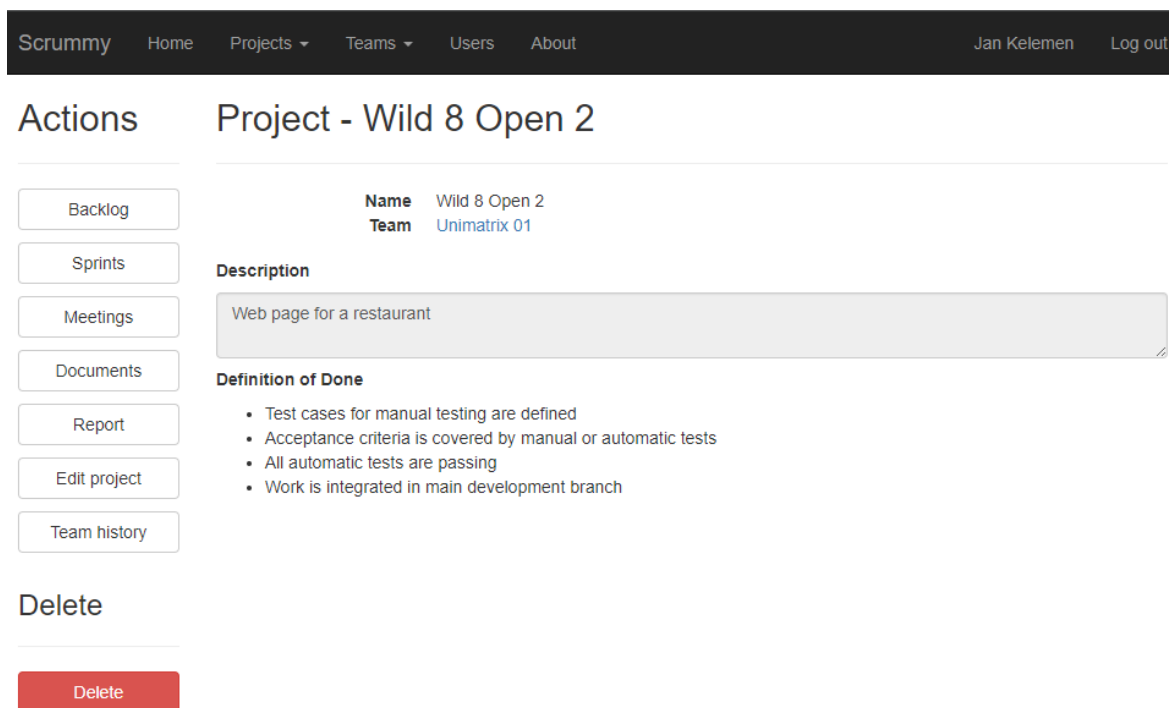 Scrummy Home Projects Teams Users About Jan Kelemen Log out
Actions
Backlog
Sprints
Meetings
Documents
Report
Edit project
Team history
Delete
Delete
Project - Wild 8 Open 2
Name Wild 8 Open 2
Team Unimatrix 01
Description
Web page for a restaurant
Definition of Done
• Test cases for manual testing are defined
• Acceptance criteria is covered by manual or automatic tests
• All automatic tests are passing
• Work is integrated in main development branch